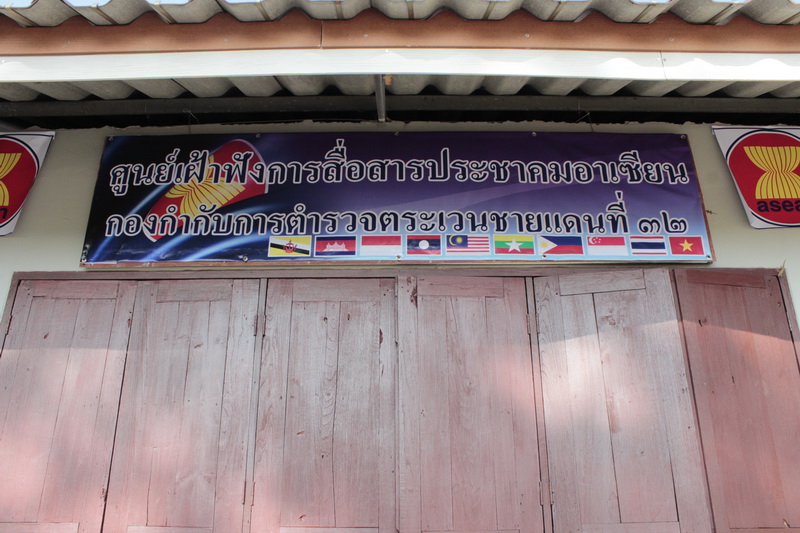 ศูนย์เฝ้าฟังการสื่อสารประชาคมอาเซียน
กองกำกับการตำรวจตระเวนชายแดนที่ ๓๒
asea